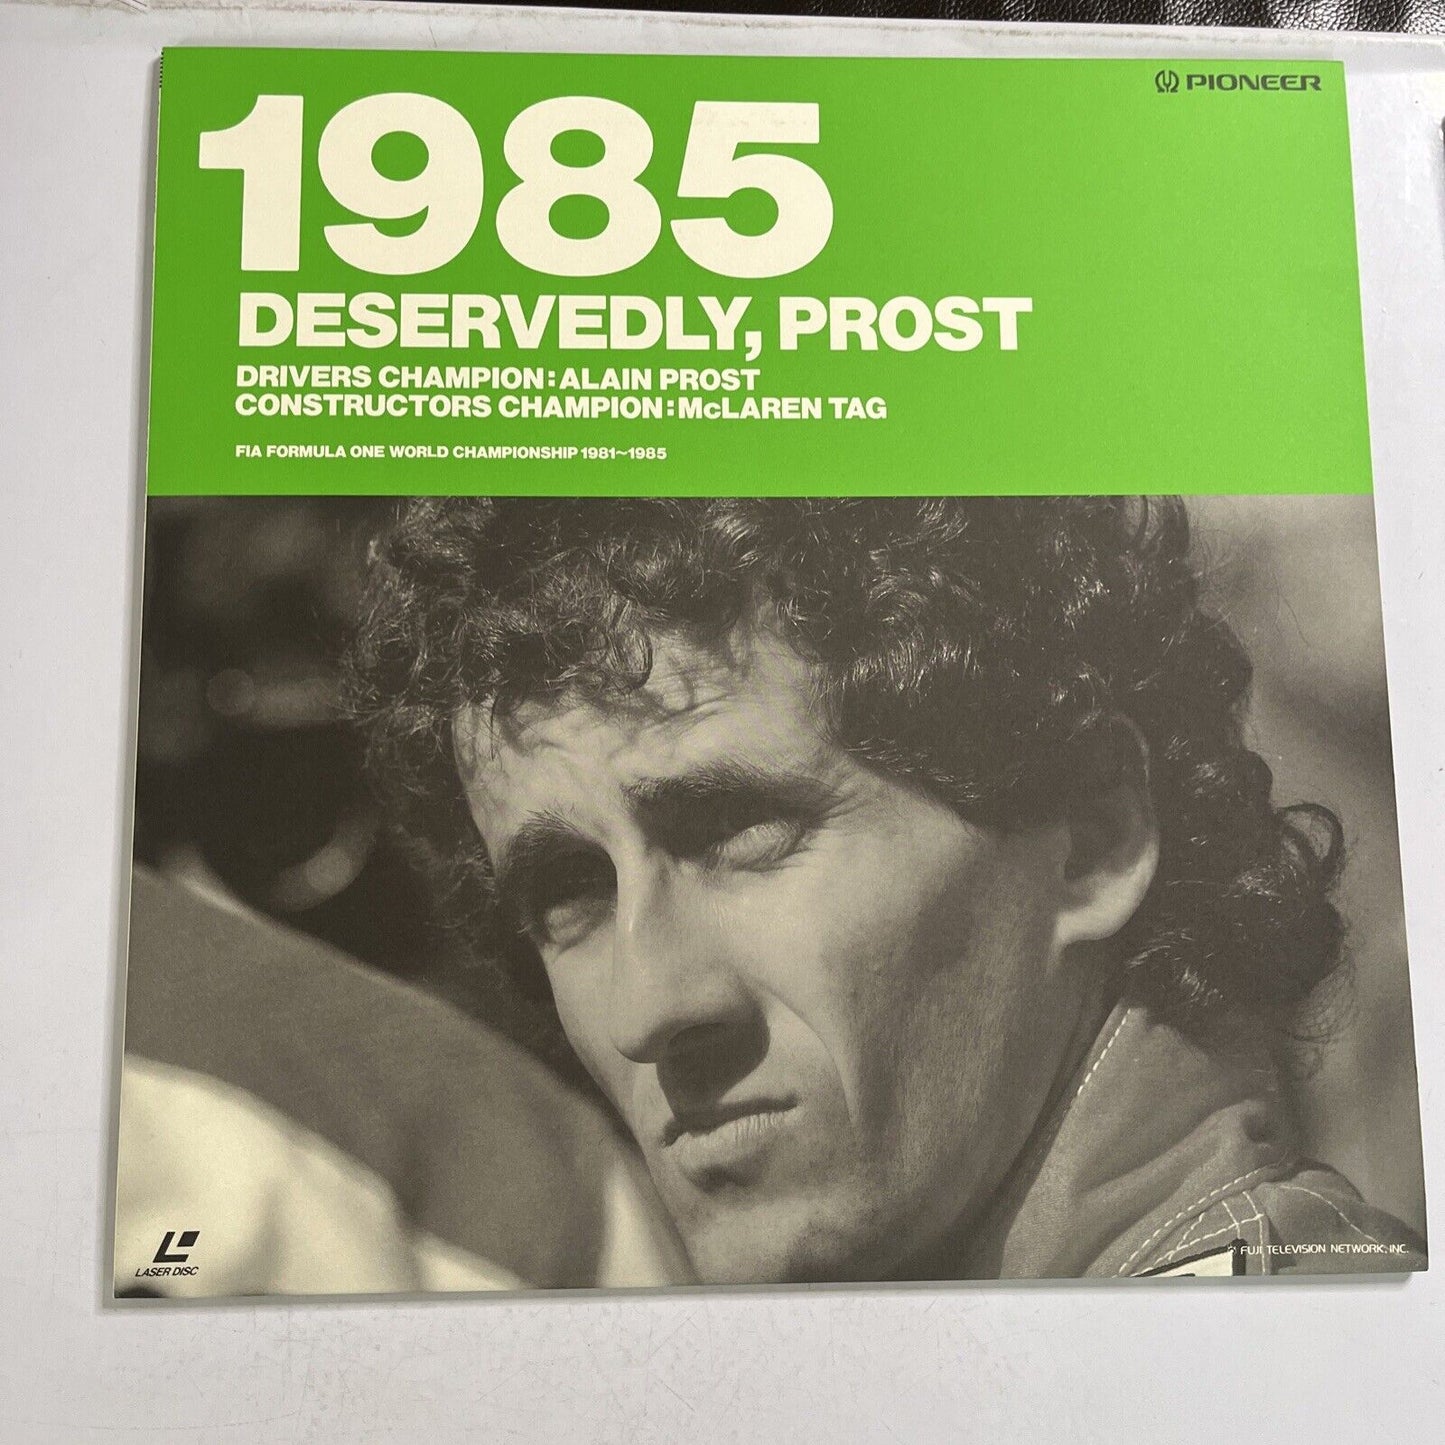 PIONEER
1985
DESERVEDLY, PROST
DRIVERS CHAMPION:ALAIN PROST
CONSTRUCTORS CHAMPION:McLAREN TAG
FIA FORMULA ONE WORLD CHAMPIONSHIP 1981~1985
LASER DISC
FUJI TELEVISION NETWORK, INC.